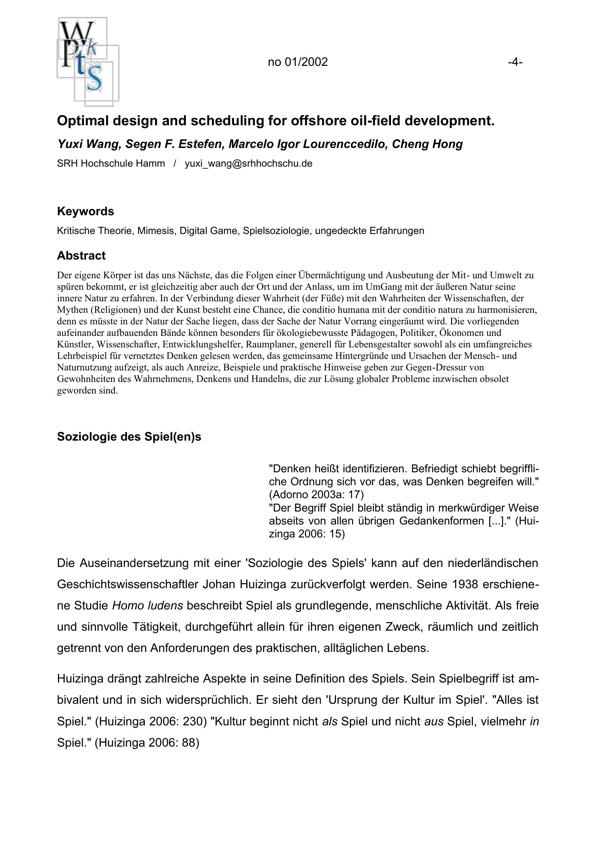 W
Pkts
no 01/2002 -4-
Optimal design and scheduling for offshore oil-field development.
Yuxi Wang, Segen F. Estefen, Marcelo Igor Lourenccedilo, Cheng Hong
SRH Hochschule Hamm / yuxi_wang@srhhochschu.de
Keywords
Kritische Theorie, Mimesis, Digital Game, Spielsoziologie, ungedeckte Erfahrungen
Abstract
Der eigene Körper ist das uns Nächste, das die Folgen einer Übermächtigung und Ausbeutung der Mit- und Umwelt zu
spüren bekommt, er ist gleichzeitig aber auch der Ort und der Anlass, um im UmGang mit der äußeren Natur seine
innere Natur zu erfahren. In der Verbindung dieser Wahrheit (der Füße) mit den Wahrheiten der Wissenschaften, der
Mythen (Religionen) und der Kunst besteht eine Chance, die conditio humana mit der conditio natura zu harmonisieren,
denn es müsste in der Natur der Sache liegen, dass der Sache der Natur Vorrang eingeräumt wird. Die vorliegenden
aufeinander aufbauenden Bände können besonders für ökologiebewusste Pädagogen, Politiker, Ökonomen und
Künstler, Wissenschafter, Entwicklungshelfer, Raumplaner, generell für Lebensgestalter sowohl als ein umfangreiches
Lehrbeispiel für vernetztes Denken gelesen werden, das gemeinsame Hintergründe und Ursachen der Mensch- und
Naturnutzung aufzeigt, als auch Anreize, Beispiele und praktische Hinweise geben zur Gegen-Dressur von
Gewohnheiten des Wahrnehmens, Denkens und Handelns, die zur Lösung globaler Probleme inzwischen obsolet
geworden sind.
Soziologie des Spiel(en)s
"Denken heißt identifizieren. Befriedigt schiebt begriffli-
che Ordnung sich vor das, was Denken begreifen will."
(Adorno 2003a: 17)
"Der Begriff Spiel bleibt ständig in merkwürdiger Weise
abseits von allen übrigen Gedankenformen [...]." (Hui-
zinga 2006: 15)
Die Auseinandersetzung mit einer 'Soziologie des Spiels' kann auf den niederländischen
Geschichtswissenschaftler Johan Huizinga zurückverfolgt werden. Seine 1938 erschiene-
ne Studie Homo ludens beschreibt Spiel als grundlegende, menschliche Aktivität. Als freie
und sinnvolle Tätigkeit, durchgeführt allein für ihren eigenen Zweck, räumlich und zeitlich
getrennt von den Anforderungen des praktischen, alltäglichen Lebens.
Huizinga drängt zahlreiche Aspekte in seine Definition des Spiels. Sein Spielbegriff ist am-
bivalent und in sich widersprüchlich. Er sieht den 'Ursprung der Kultur im Spiel'. "Alles ist
Spiel." (Huizinga 2006: 230) "Kultur beginnt nicht als Spiel und nicht aus Spiel, vielmehr in
Spiel." (Huizinga 2006: 88)